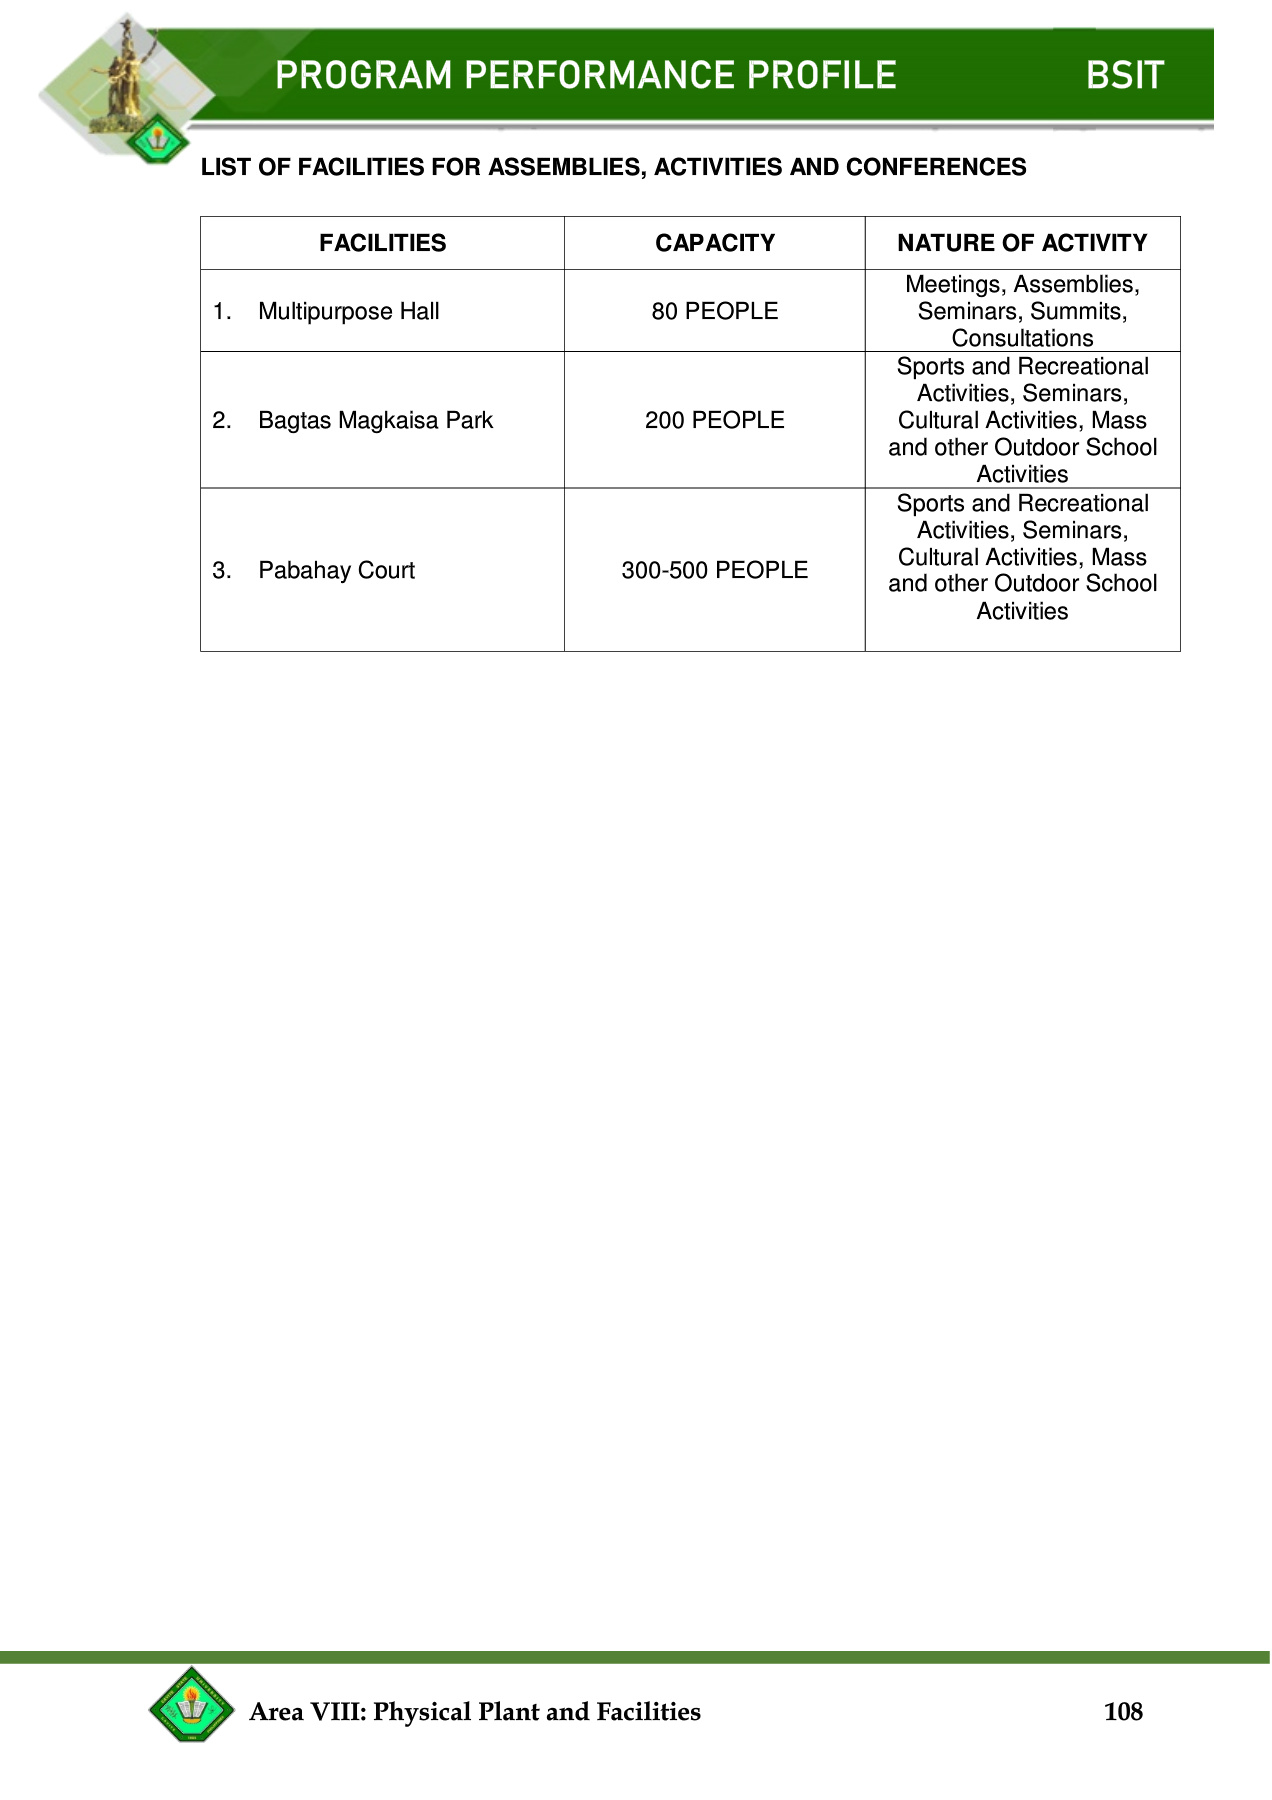 PROGRAM PERFORMANCE PROFILE BSIT
LIST OF FACILITIES FOR ASSEMBLIES, ACTIVITIES AND CONFERENCES
FACILITIES CAPACITY NATURE OF ACTIVITY
1. Multipurpose Hall 80 PEOPLE Meetings, Assemblies,
Seminars, Summits,
Consultations
2. Bagtas Magkaisa Park 200 PEOPLE Sports and Recreational
Activities, Seminars,
Cultural Activities, Mass
and other Outdoor School
Activities
3. Pabahay Court 300-500 PEOPLE Sports and Recreational
Activities, Seminars,
Cultural Activities, Mass
and other Outdoor School
Activities
Area VIII: Physical Plant and Facilities 108